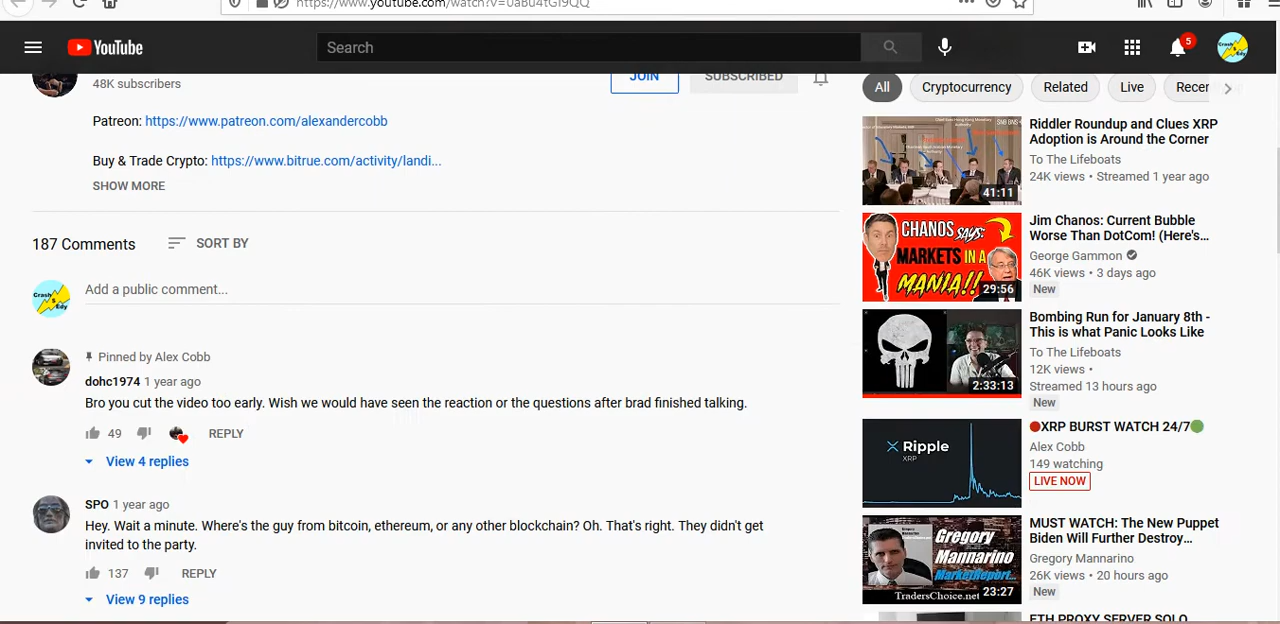 https://www.youtube.com/watch?v=
YouTube
Search
5
48K subscribers
JOIN
SUBSCRIBED
Patreon: https://www.patreon.com/alexandercobb
Buy & Trade Crypto: https://www.bitrue.com/activity/landi...
SHOW MORE
187 Comments
SORT BY
Crash
5
Edy
Add a public comment...
Pinned by Alex Cobb
dohc1974 1 year ago
Bro you cut the video too early. Wish we would have seen the reaction or the questions after brad finished talking.
49
REPLY
View 4 replies
SPO 1 year ago
Hey. Wait a minute. Where's the guy from bitcoin, ethereum, or any other blockchain? Oh. That's right. They didn't get
invited to the party.
137
REPLY
View 9 replies
All
Cryptocurrency
Related
Live
Recer
41:11
Riddler Roundup and Clues XRP
Adoption is Around the Corner
To The Lifeboats
24K views • Streamed 1 year ago
CHANOS SAYS:
MARKETS IN A
MANIA!!
29:56
Jim Chanos: Current Bubble
Worse Than DotCom! (Here's...
George Gammon
46K views • 3 days ago
New
2:33:13
Bombing Run for January 8th -
This is what Panic Looks Like
To The Lifeboats
12K views •
Streamed 13 hours ago
New
Ripple
XRP
XRP BURST WATCH 24/7
Alex Cobb
149 watching
LIVE NOW
Gregory
Mannarino
MarketReport...
TradersChoice.net
23:27
MUST WATCH: The New Puppet
Biden Will Further Destroy...
Gregory Mannarino
26K views • 20 hours ago
New
ETH PROXY SERVER SOLO